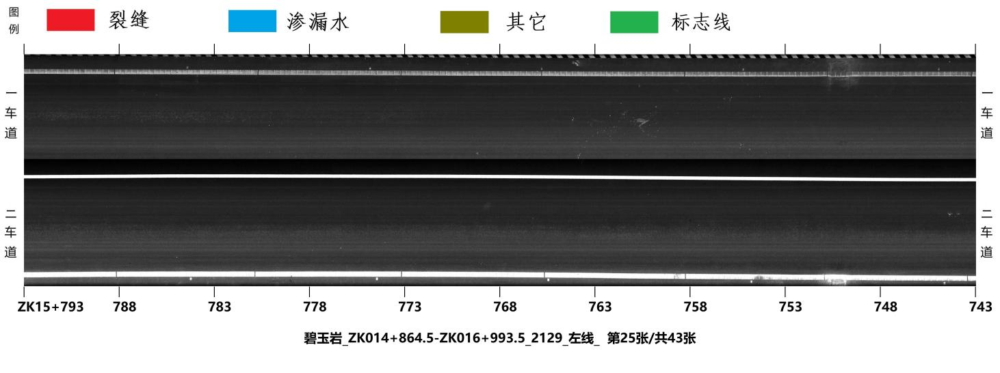 图例
裂缝
渗漏水
其它
标志线
一车道
一车道
二车道
二车道
ZK15+793 788 783 778 773 768 763 758 753 748 743
碧玉岩_ZK014+864.5-ZK016+993.5_2129_左线_ 第25张/共43张